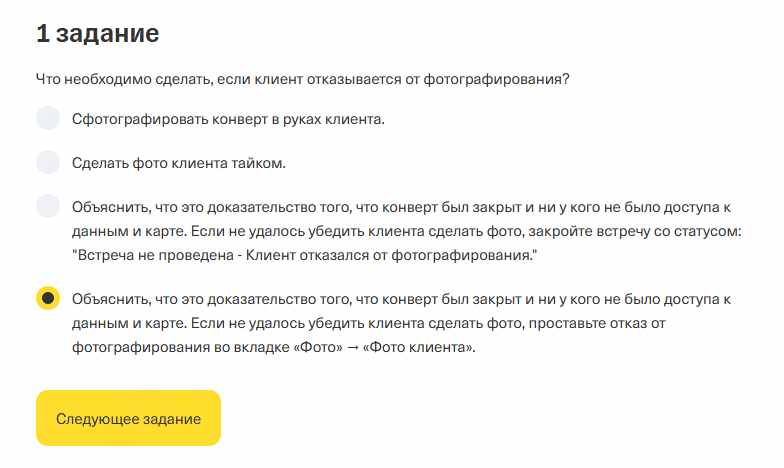 1 задание
Что необходимо сделать, если клиент отказывается от фотографирования?
Сфотографировать конверт в руках клиента.
Сделать фото клиента тайком.
Объяснить, что это доказательство того, что конверт был закрыт и ни у кого не было доступа к
данным и карте. Если не удалось убедить клиента сделать фото, закройте встречу со статусом:
"Встреча не проведена - Клиент отказался от фотографирования."
Объяснить, что это доказательство того, что конверт был закрыт и ни у кого не было доступа к
данным и карте. Если не удалось убедить клиента сделать фото, проставьте отказ от
фотографирования во вкладке «Фото» → «Фото клиента».
Следующее задание